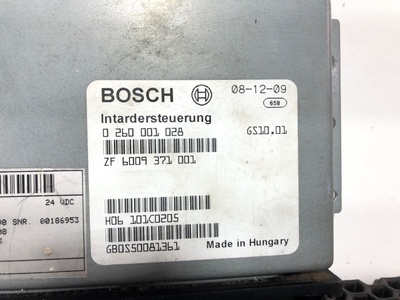 BOSCH 08-12-09
658
Intardersteuerung
0 260 001 028 GS10.01
ZF 6009 371 001
H06 101C0205
GB0S50081361 Made in Hungary
24 VDC
SNR. 00186953